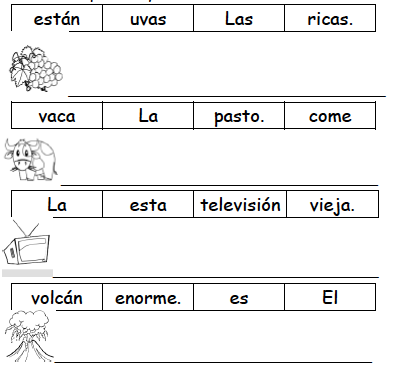 están uvas Las ricas.
vaca La pasto. come
La esta televisión vieja.
volcán enorme. es El